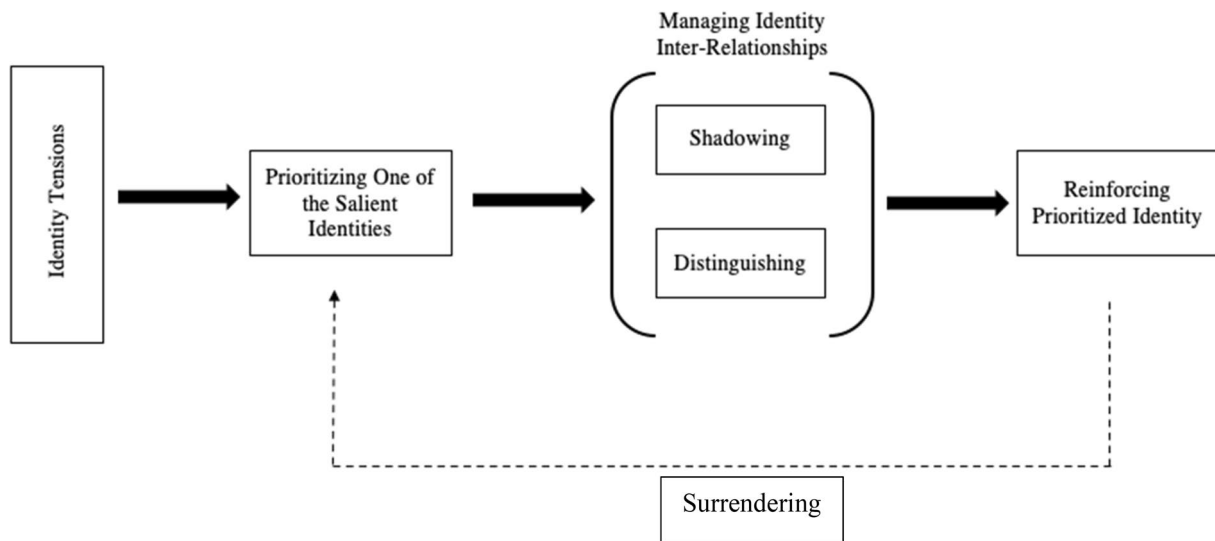 Identity Tensions
Prioritizing One of
the Salient
Identities
Managing Identity
Inter-Relationships
Shadowing
Distinguishing
Reinforcing
Prioritized Identity
Surrendering